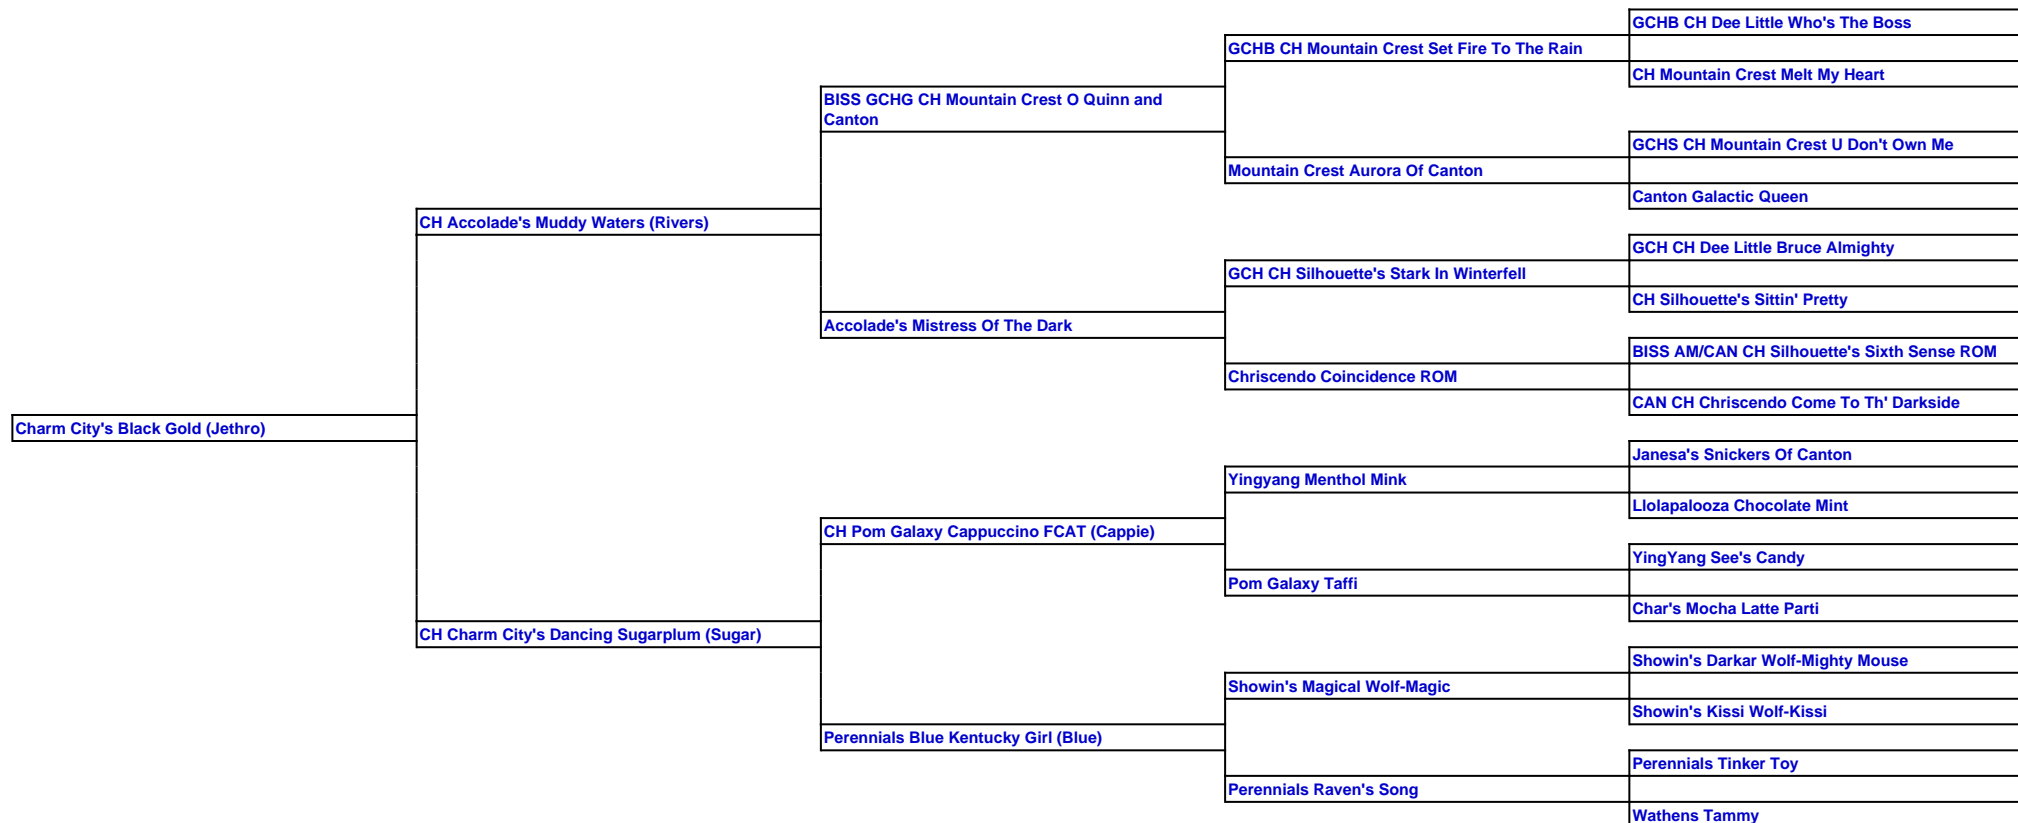 GCHB CH Dee Little Who's The Boss
GCHB CH Mountain Crest Set Fire To The Rain
CH Mountain Crest Melt My Heart
BISS GCHG CH Mountain Crest O Quinn and
Canton
GCHS CH Mountain Crest U Don't Own Me
Mountain Crest Aurora Of Canton
Canton Galactic Queen
CH Accolade's Muddy Waters (Rivers)
GCH CH Dee Little Bruce Almighty
GCH CH Silhouette's Stark In Winterfell
CH Silhouette's Sittin' Pretty
Accolade's Mistress Of The Dark
BISS AM/CAN CH Silhouette's Sixth Sense ROM
Chriscendo Coincidence ROM
CAN CH Chriscendo Come To Th' Darkside
Charm City's Black Gold (Jethro)
Janesa's Snickers Of Canton
Yingyang Menthol Mink
Llolapalooza Chocolate Mint
CH Pom Galaxy Cappuccino FCAT (Cappie)
YingYang See's Candy
Pom Galaxy Taffi
Char's Mocha Latte Parti
CH Charm City's Dancing Sugarplum (Sugar)
Showin's Darkar Wolf-Mighty Mouse
Showin's Magical Wolf-Magic
Showin's Kissi Wolf-Kissi
Perennials Blue Kentucky Girl (Blue)
Perennials Tinker Toy
Perennials Raven's Song
Wathens Tammy